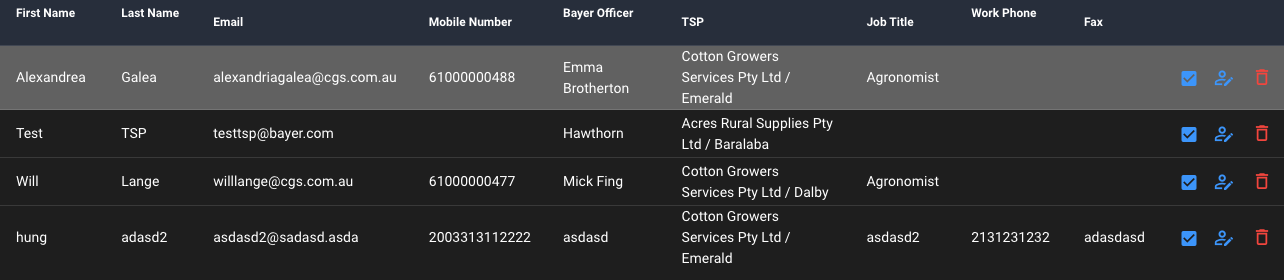 First Name Last Name Email Mobile Number Bayer Officer TSP Job Title Work Phone Fax
Alexandrea Galea alexandriagalea@cgs.com.au 61000000488 Emma Brotherton Cotton Growers Services Pty Ltd / Emerald Agronomist
Test TSP testtsp@bayer.com Hawthorn Acres Rural Supplies Pty Ltd / Baralaba
Will Lange willlange@cgs.com.au 61000000477 Mick Fing Cotton Growers Services Pty Ltd / Dalby Agronomist
hung adasd2 asdasd2@sadasd.asda 2003313112222 asdasd Cotton Growers Services Pty Ltd / Emerald asdasd2 2131231232 adasdasd